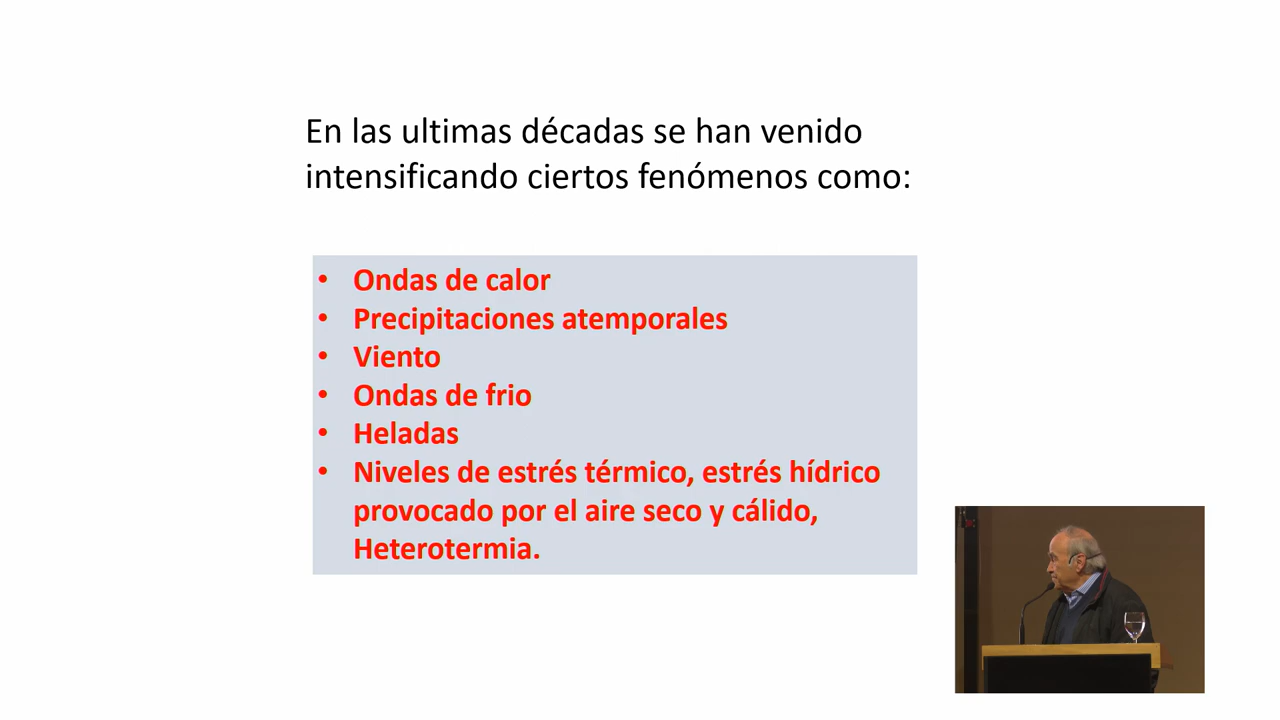 En las ultimas décadas se han venido
intensificando ciertos fenómenos como:
• Ondas de calor
• Precipitaciones atemporales
• Viento
• Ondas de frio
• Heladas
• Niveles de estrés térmico, estrés hídrico
provocado por el aire seco y cálido,
Heterotermia.